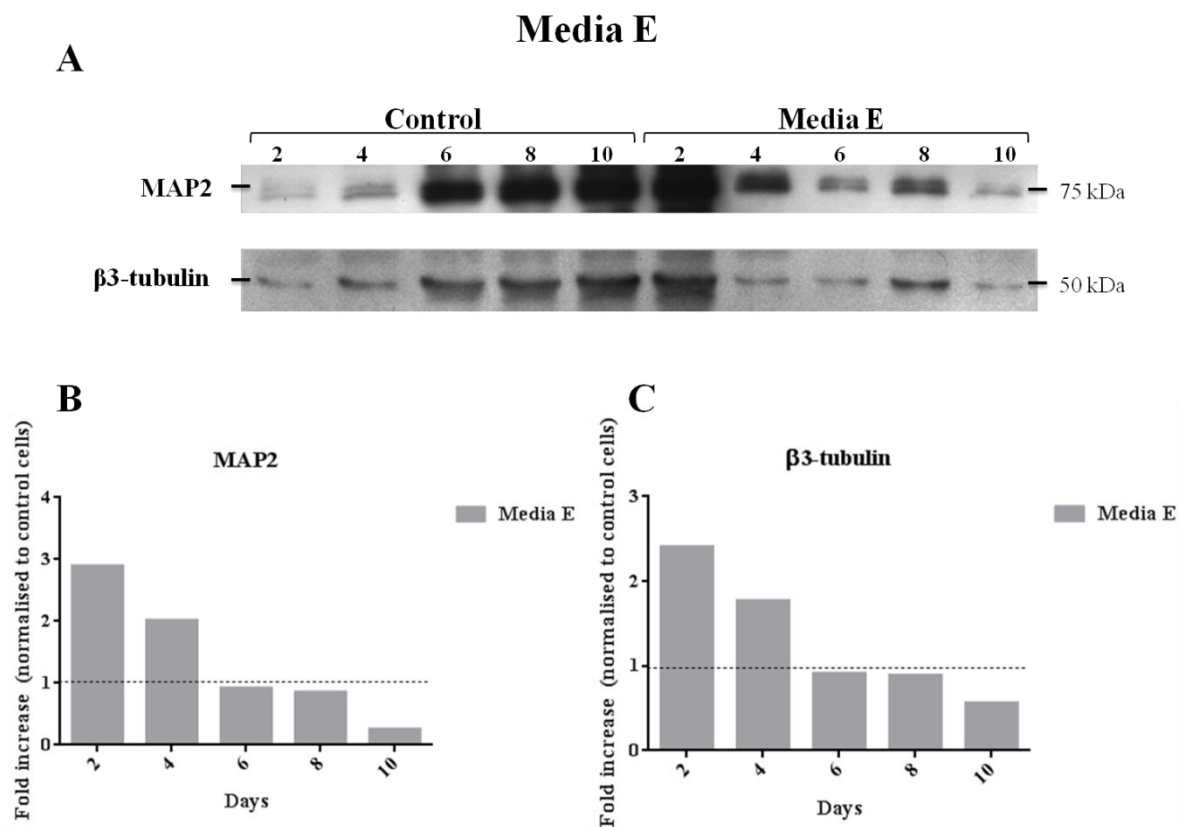 Media E
A
Control Media E
2 4 6 8 10 2 4 6 8 10
MAP2 75 kDa
β3-tubulin 50 kDa
B
MAP2
Fold increase (normalised to control cells)
4
3
2
1
0
2 4 6 8 10
Days
Media E
C
β3-tubulin
Fold increase (normalised to control cells)
3
2
1
0
2 4 6 8 10
Days
Media E